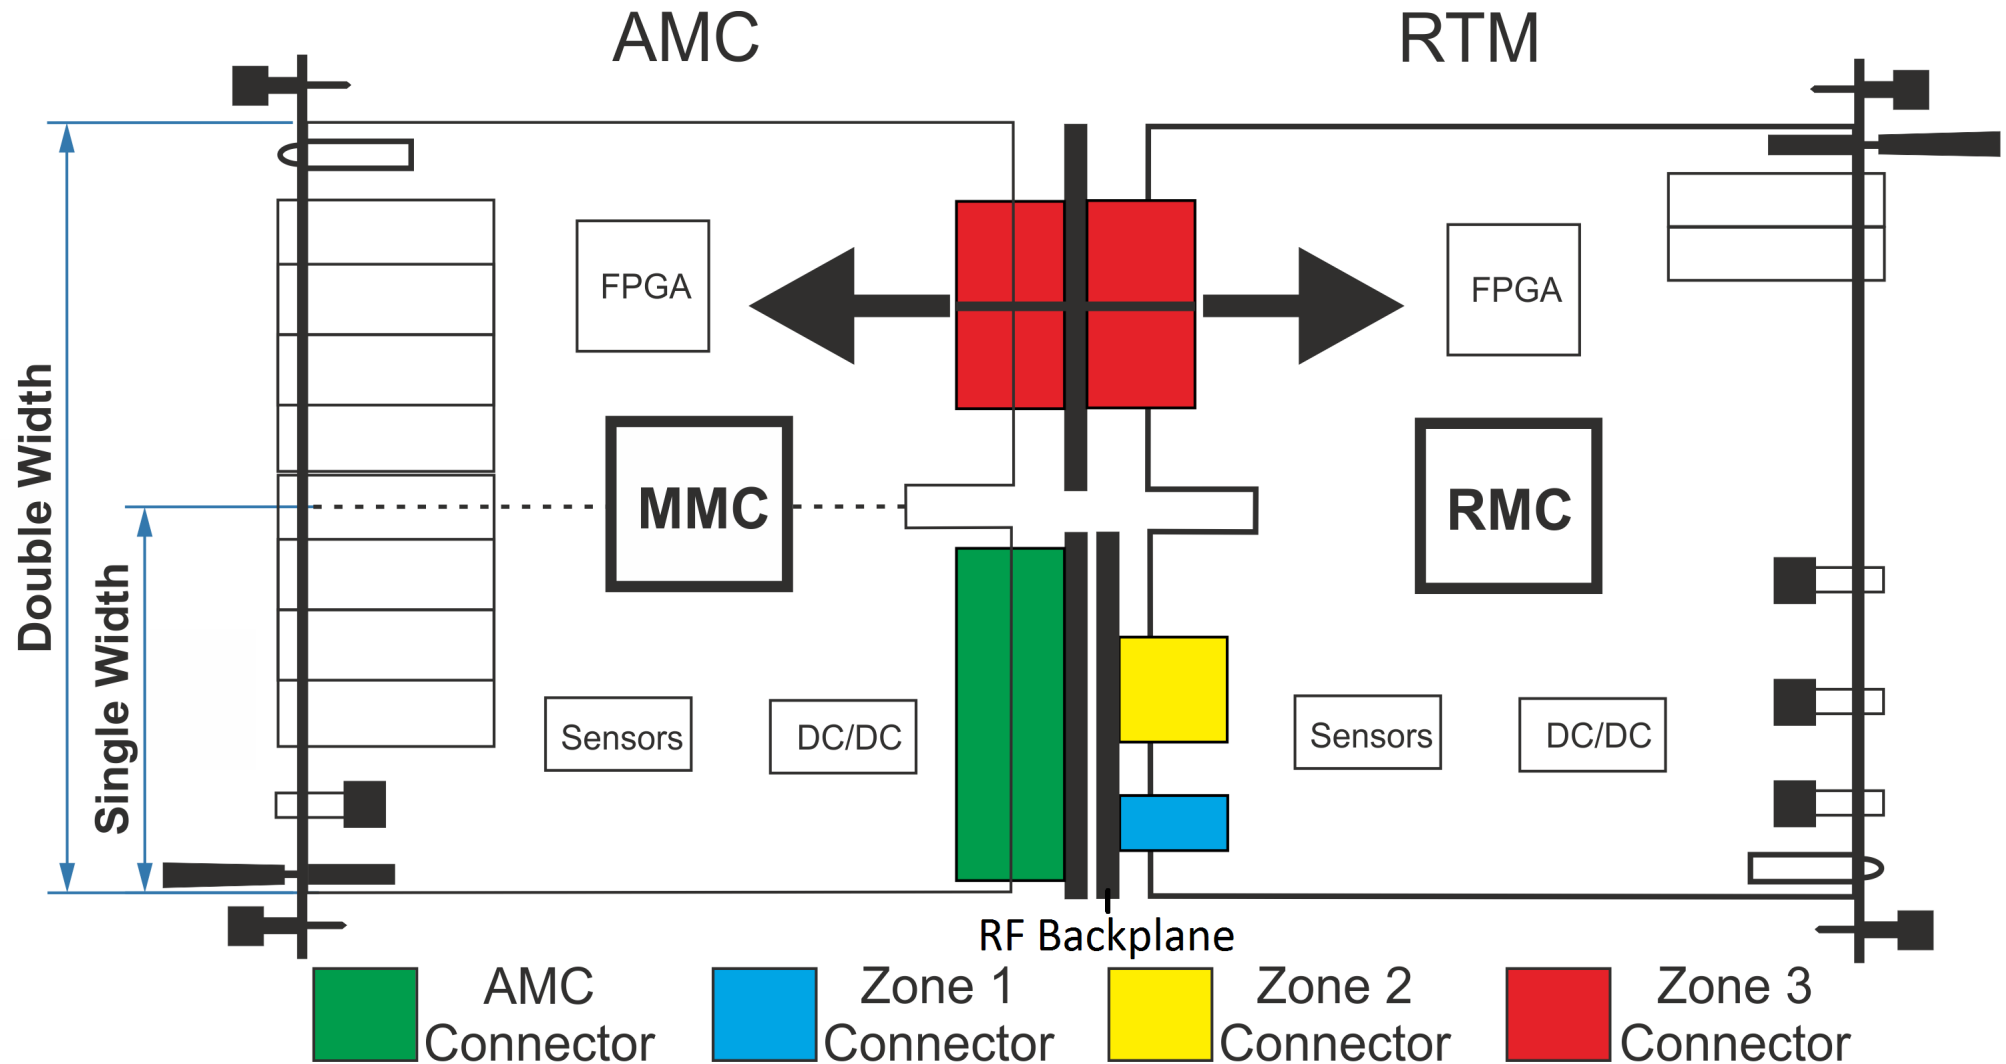 AMC
RTM
FPGA
FPGA
Double Width
Single Width
MMC
RMC
Sensors
DC/DC
Sensors
DC/DC
RF Backplane
AMC
Connector
Zone 1
Connector
Zone 2
Connector
Zone 3
Connector